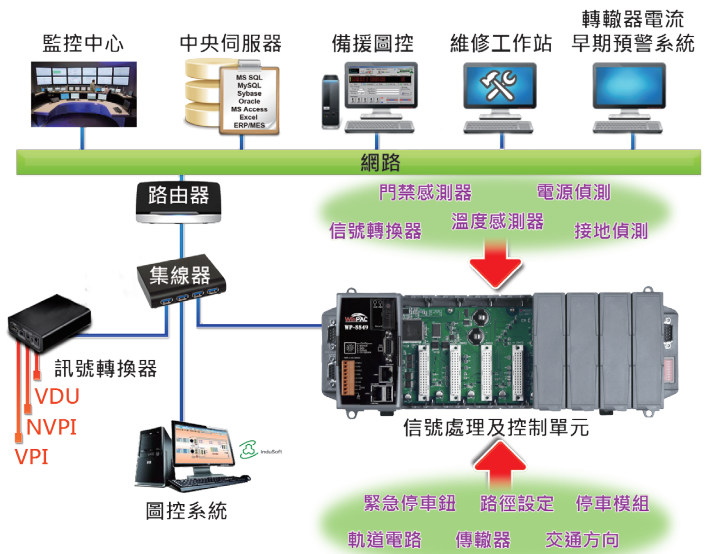 轉轍器電流
監控中心 中央伺服器 備援圖控 維修工作站 早期預警系統
MS SQL
MySQL
Sybase
Oracle
MS Access
Excel
ERP/MES
網路
路由器
門禁感測器 電源偵測
信號轉換器 溫度感測器 接地偵測
集線器
WinPAC
WP-8849
訊號轉換器
VDU
NVPI
VPI
InduSoft
圖控系統
信號處理及控制單元
緊急停車鈕 路徑設定 停車模組
軌道電路 傳轍器 交通方向